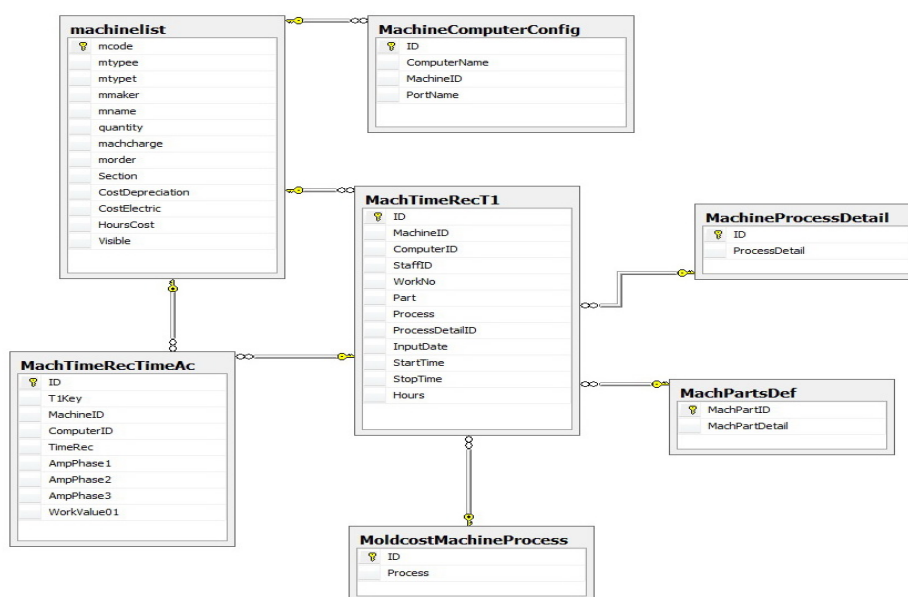 machinelist
mcode
mtypee
mtypet
mmaker
mname
quantity
machcharge
morder
Section
CostDepreciation
CostElectric
HoursCost
Visible
MachineComputerConfig
ID
ComputerName
MachineID
PortName
MachTimeRecT1
ID
MachineID
ComputerID
StaffID
WorkNo
Part
Process
ProcessDetailID
InputDate
StartTime
StopTime
Hours
MachineProcessDetail
ID
ProcessDetail
MachTimeRecTimeAc
ID
T1Key
MachineID
ComputerID
TimeRec
AmpPhase1
AmpPhase2
AmpPhase3
WorkValue01
MachPartsDef
MachPartID
MachPartDetail
MoldcostMachineProcess
ID
Process